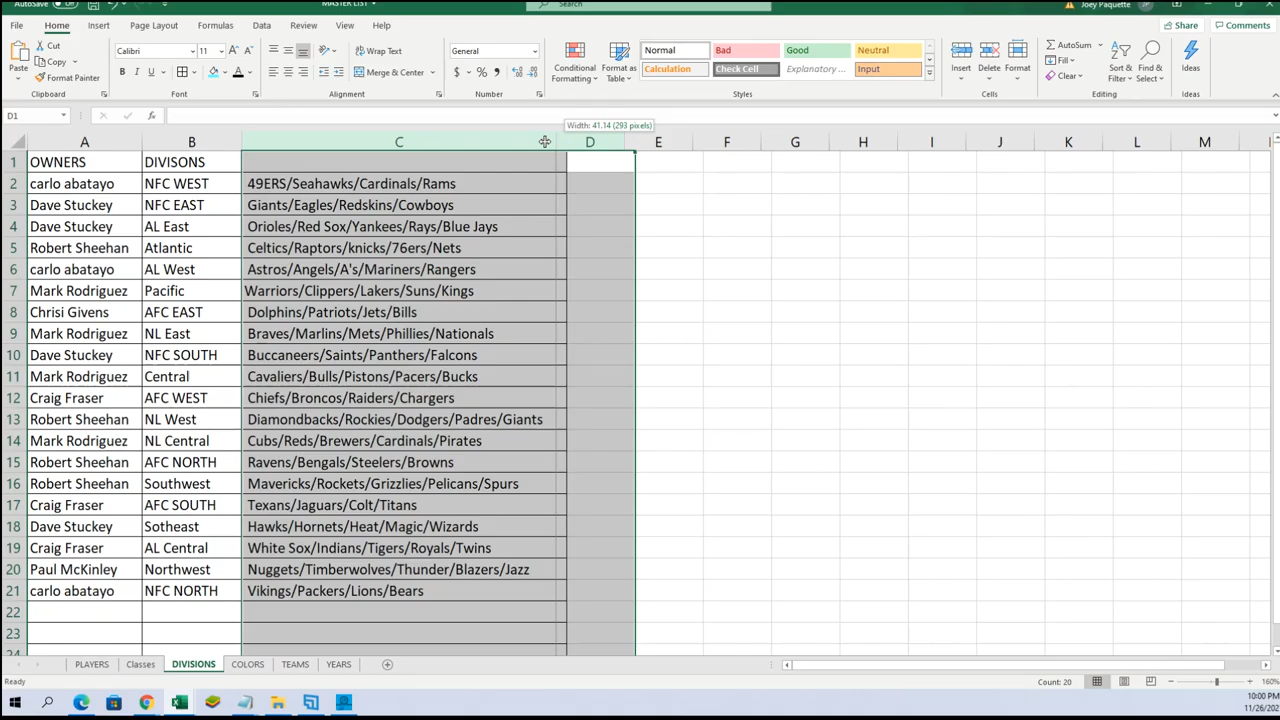 AutoSave
MASTER LIST
Search
Joey Paquette
JP
File Home Insert Draw Page Layout Formulas Data Review View Help
Share Comments
Cut
Copy
Format Painter
Paste
Clipboard
Calibri 11
B I U
Font
Wrap Text
Merge & Center
Alignment
General
Number
Conditional Formatting
Format as Table
Normal Bad Good Neutral
Calculation Check Cell Explanatory ... Input
Styles
Insert Delete Format
Cells
AutoSum
Fill
Clear
Sort & Filter
Find & Select
Editing
Ideas
Ideas
D1
fx
Width: 41.14 (293 pixels)
A B C D E F G H I J K L M
1 OWNERS DIVISONS
2 carlo abatayo NFC WEST 49ERS/Seahawks/Cardinals/Rams
3 Dave Stuckey NFC EAST Giants/Eagles/Redskins/Cowboys
4 Dave Stuckey AL East Orioles/Red Sox/Yankees/Rays/Blue Jays
5 Robert Sheehan Atlantic Celtics/Raptors/knicks/76ers/Nets
6 carlo abatayo AL West Astros/Angels/A's/Mariners/Rangers
7 Mark Rodriguez Pacific Warriors/Clippers/Lakers/Suns/Kings
8 Chrisi Givens AFC EAST Dolphins/Patriots/Jets/Bills
9 Mark Rodriguez NL East Braves/Marlins/Mets/Phillies/Nationals
10 Dave Stuckey NFC SOUTH Buccaneers/Saints/Panthers/Falcons
11 Mark Rodriguez Central Cavaliers/Bulls/Pistons/Pacers/Bucks
12 Craig Fraser AFC WEST Chiefs/Broncos/Raiders/Chargers
13 Robert Sheehan NL West Diamondbacks/Rockies/Dodgers/Padres/Giants
14 Mark Rodriguez NL Central Cubs/Reds/Brewers/Cardinals/Pirates
15 Robert Sheehan AFC NORTH Ravens/Bengals/Steelers/Browns
16 Robert Sheehan Southwest Mavericks/Rockets/Grizzlies/Pelicans/Spurs
17 Craig Fraser AFC SOUTH Texans/Jaguars/Colt/Titans
18 Dave Stuckey Sotheast Hawks/Hornets/Heat/Magic/Wizards
19 Craig Fraser AL Central White Sox/Indians/Tigers/Royals/Twins
20 Paul McKinley Northwest Nuggets/Timberwolves/Thunder/Blazers/Jazz
21 carlo abatayo NFC NORTH Vikings/Packers/Lions/Bears
22
23
24
PLAYERS Classes DIVISIONS COLORS TEAMS YEARS
Ready
Count: 20
160%
10:00 PM
11/26/202